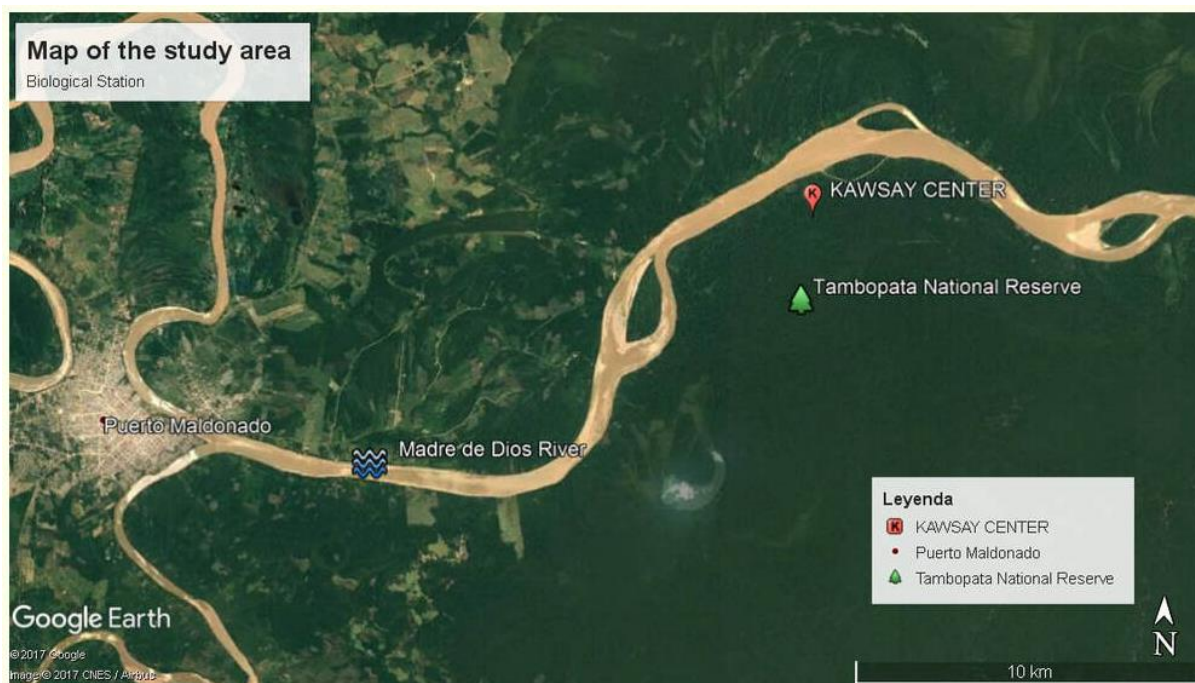 Map of the study area
Biological Station
KAWSAY CENTER
Tambopata National Reserve
Puerto Maldonado
Madre de Dios River
Leyenda
K KAWSAY CENTER
Puerto Maldonado
Tambopata National Reserve
Google Earth
© 2017 Google
Image © 2017 CNES / Airbus
N
10 km